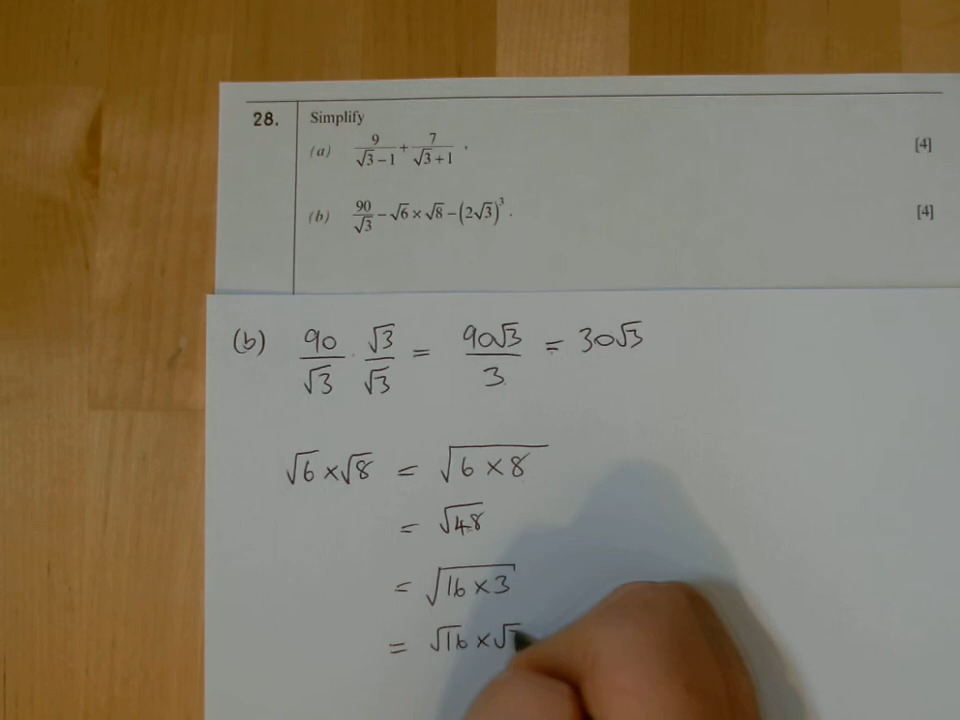 28. Simplify
(a) 9/(√3−1) + 7/(√3+1) . [4]
(b) 90/√3 − √6 × √8 − (2√3)³ . [4]
(b) 90/√3 · √3/√3 = 90√3/3 = 30√3
√6 × √8 = √(6 × 8)
= √48
= √(16 × 3)
= √16 × √